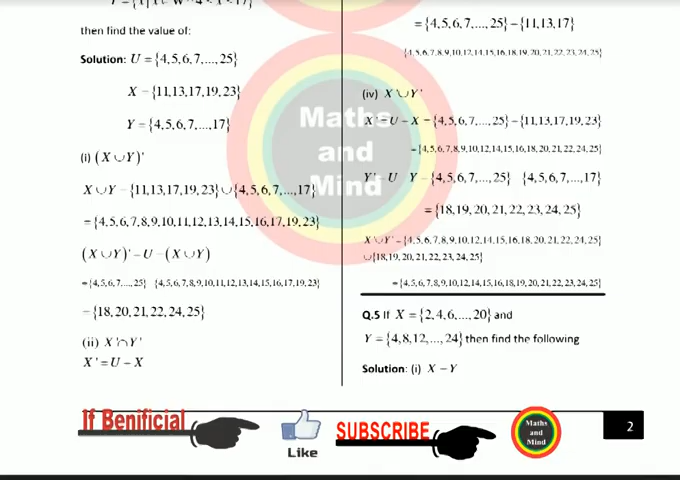 then find the value of:
Solution: U = {4,5,6,7,...,25}
X = {11,13,17,19,23}
Y = {4,5,6,7,...,17}
(i) (X∪Y)'
X∪Y = {11,13,17,19,23}∪{4,5,6,7,...,17}
= {4,5,6,7,8,9,10,11,12,13,14,15,16,17,19,23}
(X∪Y)' = U − (X∪Y)
= {4,5,6,7,...,25} {4,5,6,7,8,9,10,11,12,13,14,15,16,17,19,23}
= {18,20,21,22,24,25}
(ii) X'∩Y'
X' = U − X
= {4,5,6,7,...,25} − {11,13,17}
{4,5,6,7,8,9,10,12,14,15,16,18,19,20,21,22,23,24,25}
(iv) X'∪Y'
X' = U − X = {4,5,6,7,...,25} − {11,13,17,19,23}
= {4,5,6,7,8,9,10,12,14,15,16,18,20,21,22,24,25}
Y' = U Y = {4,5,6,7,...,25} {4,5,6,7,...,17}
= {18,19,20,21,22,23,24,25}
X'∪Y' = {4,5,6,7,8,9,10,12,14,15,16,18,20,21,22,24,25}
∪{18,19,20,21,22,23,24,25}
= {4,5,6,7,8,9,10,12,14,15,16,18,19,20,21,22,23,24,25}
Q.5 If X = {2,4,6,...,20} and
Y = {4,8,12,...,24} then find the following
Solution: (i) X − Y
Maths
and
Mind
If Benificial
Like
SUBSCRIBE
Maths
and
Mind
2